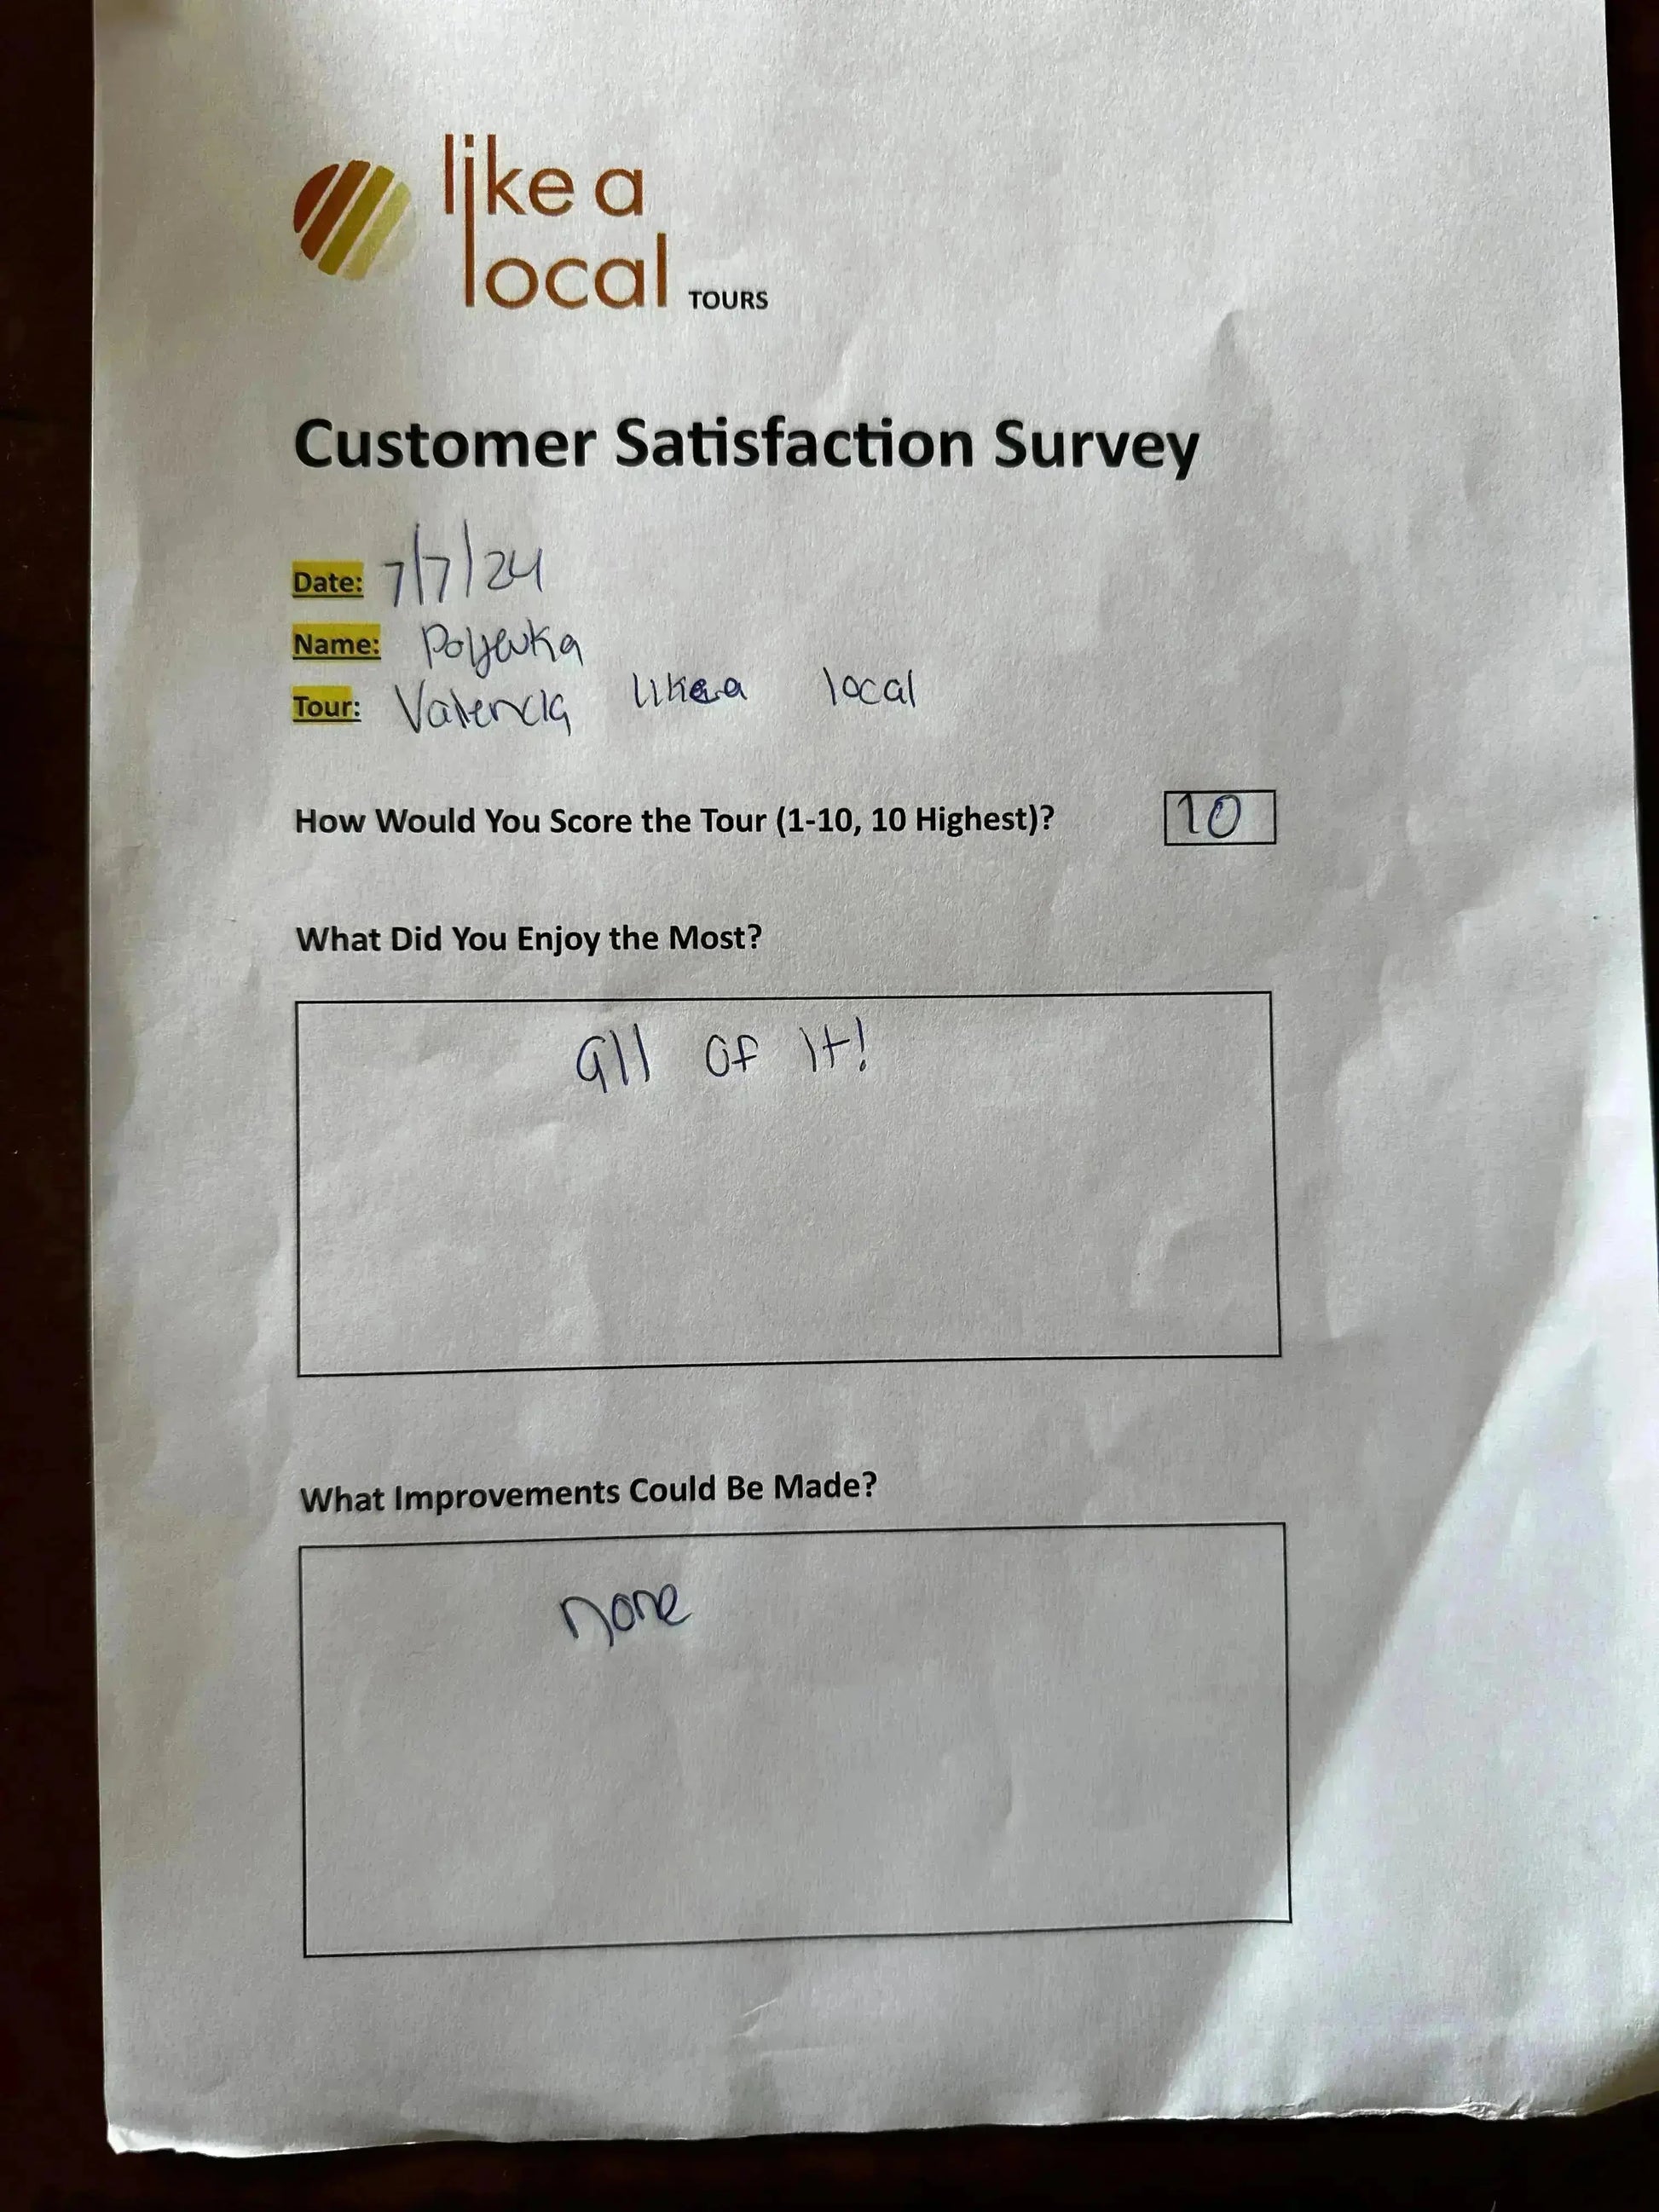 like a
local TOURS
Customer Satisfaction Survey
Date: 7/7/24
Name:
Tour: Valencia like a local
How Would You Score the Tour (1-10, 10 Highest)? 10
What Did You Enjoy the Most?
all of it!
What Improvements Could Be Made?
none